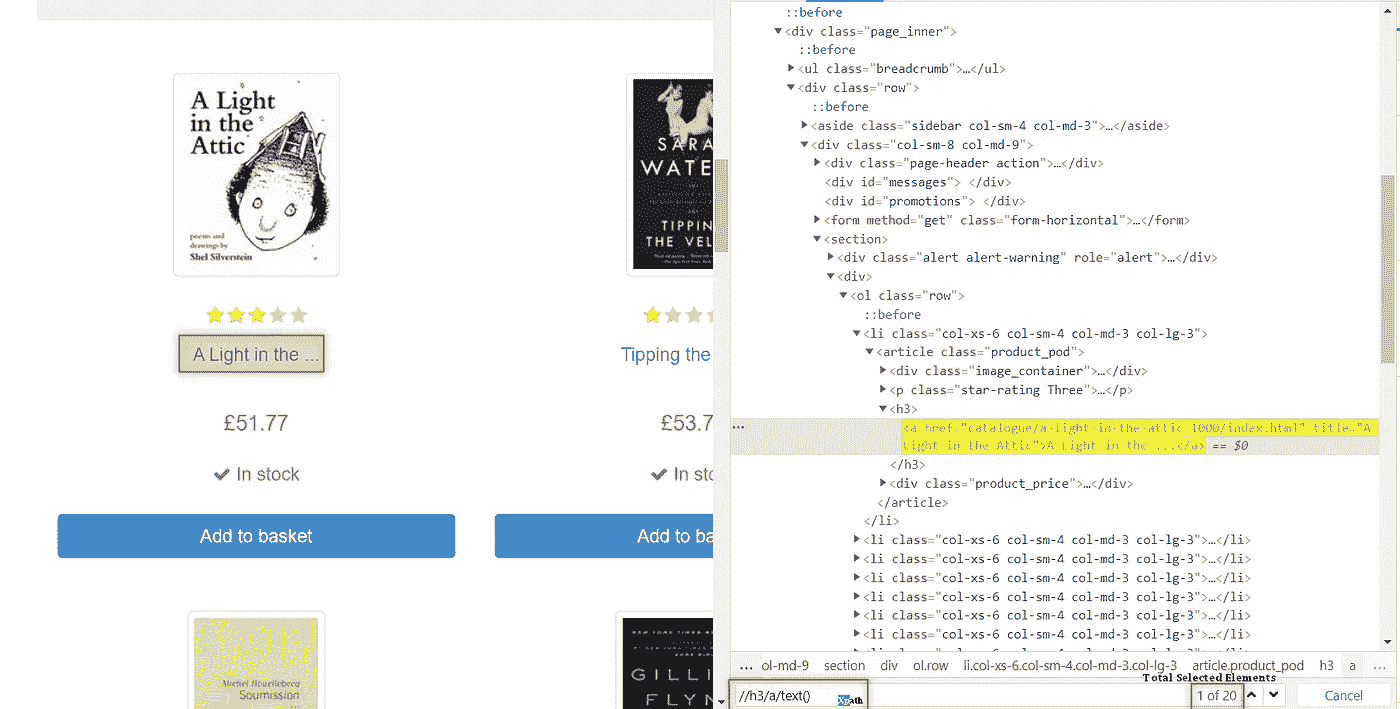 A Light
in the
Attic
poems and
drawings by
Shel Silverstein
A Light in the ...
£51.77
In stock
Add to basket
SARA
WATE
TIPPIN
THE VEL
Tipping the
£53.7
In sto
Add to ba
Michel Houellebecq
Soumission
GILLI
FLYN
::before
<div class="page_inner">
::before
<ul class="breadcrumb">…</ul>
<div class="row">
::before
<aside class="sidebar col-sm-4 col-md-3">…</aside>
<div class="col-sm-8 col-md-9">
<div class="page-header action">…</div>
<div id="messages"> </div>
<div id="promotions"> </div>
<form method="get" class="form-horizontal">…</form>
<section>
<div class="alert alert-warning" role="alert">…</div>
<div>
<ol class="row">
::before
<li class="col-xs-6 col-sm-4 col-md-3 col-lg-3">
<article class="product_pod">
<div class="image_container">…</div>
<p class="star-rating Three">…</p>
<h3>
<a href="catalogue/a-light-in-the-attic_1000/index.html" title="A
Light in the Attic">A Light in the ...</a> == $0
</h3>
<div class="product_price">…</div>
</article>
</li>
<li class="col-xs-6 col-sm-4 col-md-3 col-lg-3">…</li>
<li class="col-xs-6 col-sm-4 col-md-3 col-lg-3">…</li>
<li class="col-xs-6 col-sm-4 col-md-3 col-lg-3">…</li>
<li class="col-xs-6 col-sm-4 col-md-3 col-lg-3">…</li>
<li class="col-xs-6 col-sm-4 col-md-3 col-lg-3">…</li>
<li class="col-xs-6 col-sm-4 col-md-3 col-lg-3">…</li>
... ol-md-9 section div ol.row li.col-xs-6.col-sm-4.col-md-3.col-lg-3 article.product_pod h3 a ...
Total Selected Elements
//h3/a/text() XPath 1 of 20 Cancel